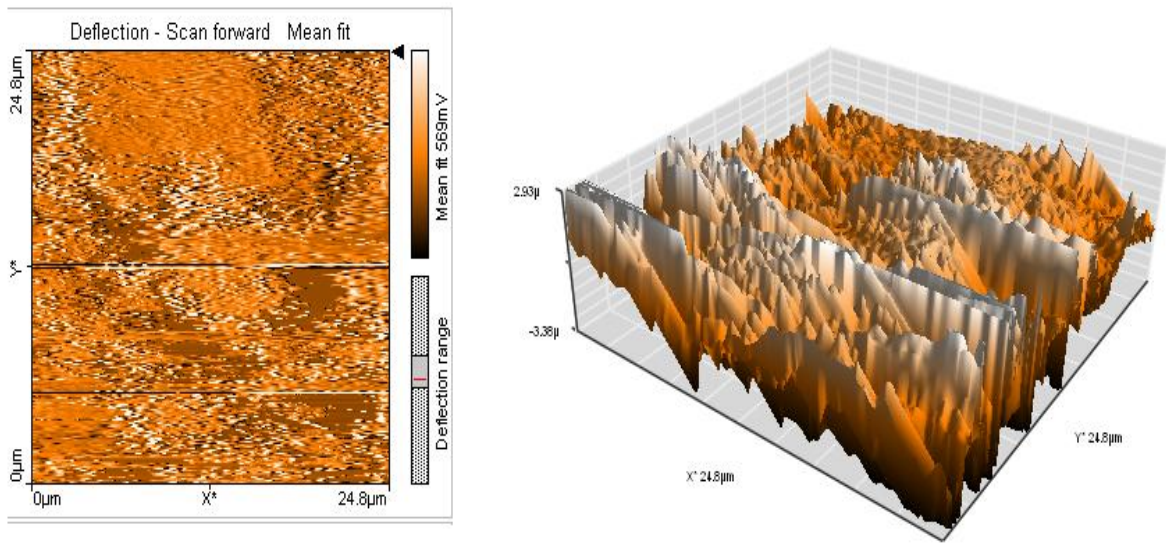 Deflection - Scan forward Mean fit
24.8µm
Y*
0µm
0µm
X*
24.8µm
Mean fit 569mV
Deflection range
2.93µ
-3.38µ
X* 24.8µm
Y* 24.8µm